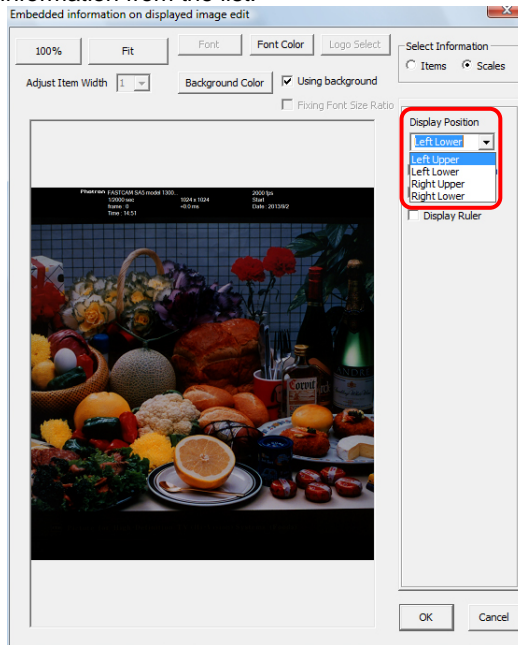 information from the list.
Embedded information on displayed image edit
100%
Fit
Font
Font Color
Logo Select
Select Information
Items
Scales
Adjust Item Width
1
Background Color
Using background
Fixing Font Size Ratio
Display Position
Left Lower
Left Upper
Left Lower
Right Upper
Right Lower
Display Ruler
Photron FASTCAM SA5 model 1300... 2000 fps
1/2000 sec 1024 x 1024 Start
frame 0 +0.0 ms Date 2013/8/2
Time : 14:51
Corvit
OK
Cancel